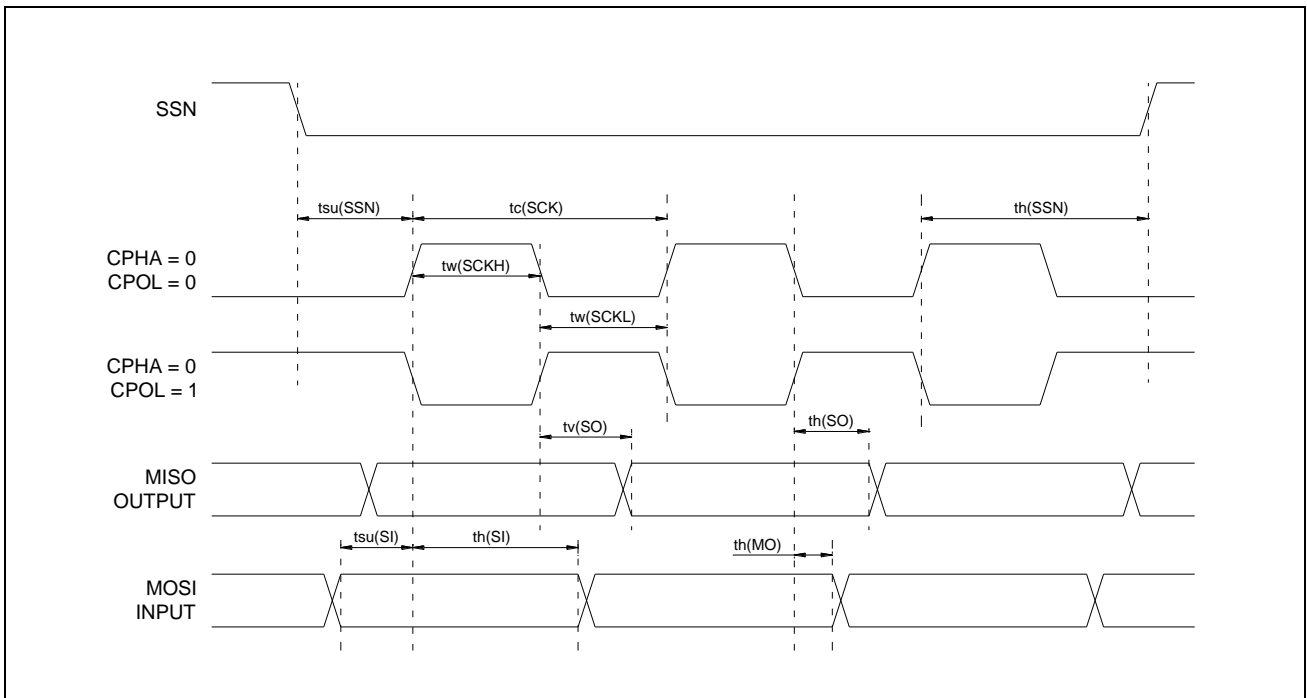 SSN
tsu(SSN)
tc(SCK)
th(SSN)
CPHA = 0
CPOL = 0
tw(SCKH)
tw(SCKL)
CPHA = 0
CPOL = 1
tv(SO)
th(SO)
MISO
OUTPUT
tsu(SI)
th(SI)
th(MO)
MOSI
INPUT